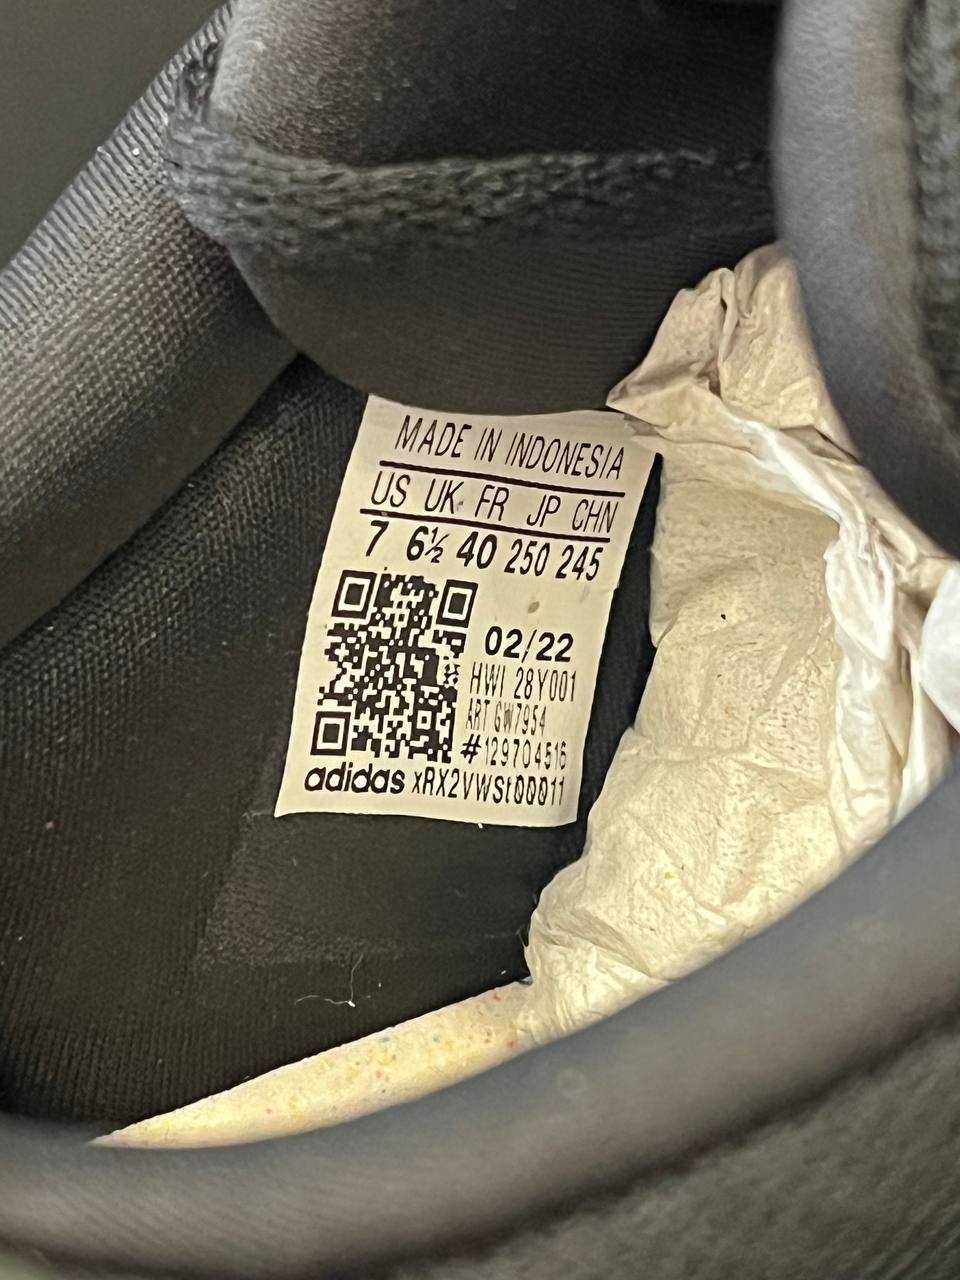 MADE IN INDONESIA
US UK FR JP CHN
7 6½ 40 250 245
02/22
HWI 28Y001
ART GW7954
#129704516
adidas xRX2VWSt00011